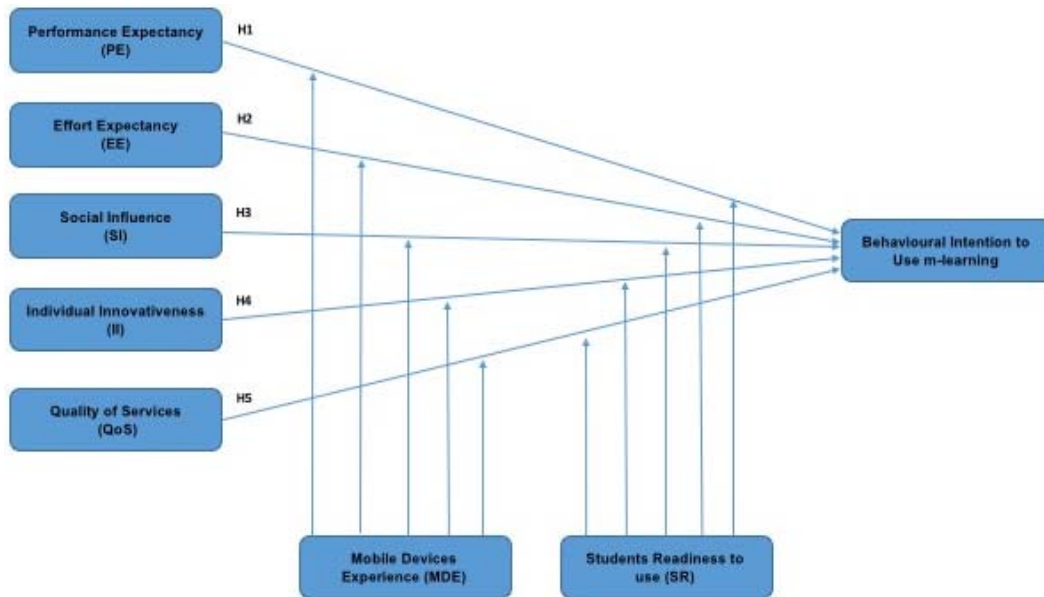 Performance Expectancy
(PE)
H1
Effort Expectancy
(EE)
H2
Social Influence
(SI)
H3
Behavioural Intention to
Use m-learning
Individual Innovativeness
(II)
H4
Quality of Services
(QoS)
H5
Mobile Devices
Experience (MDE)
Students Readiness to
use (SR)